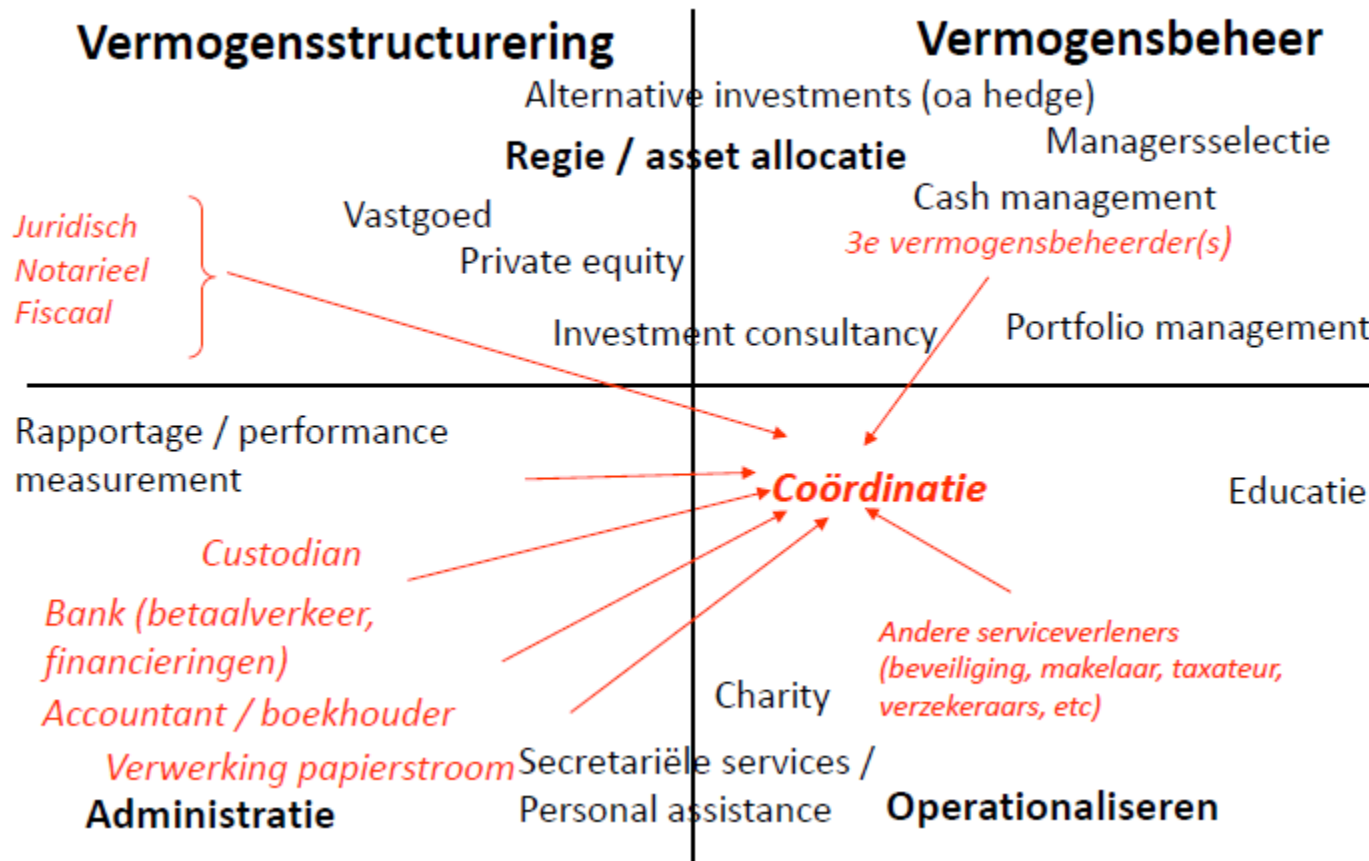 Vermogensstructurering
Vermogensbeheer
Alternative investments (oa hedge)
Managersselectie
Regie / asset allocatie
Cash management
3e vermogensbeheerder(s)
Juridisch
Notarieel
Fiscaal
Vastgoed
Private equity
Investment consultancy
Portfolio management
Rapportage / performance
measurement
Coördinatie
Educatie
Custodian
Bank (betaalverkeer,
financieringen)
Accountant / boekhouder
Verwerking papierstroom
Administratie
Andere serviceverleners
(beveiliging, makelaar, taxateur,
verzekeraars, etc)
Charity
Secretariële services /
Personal assistance
Operationaliseren